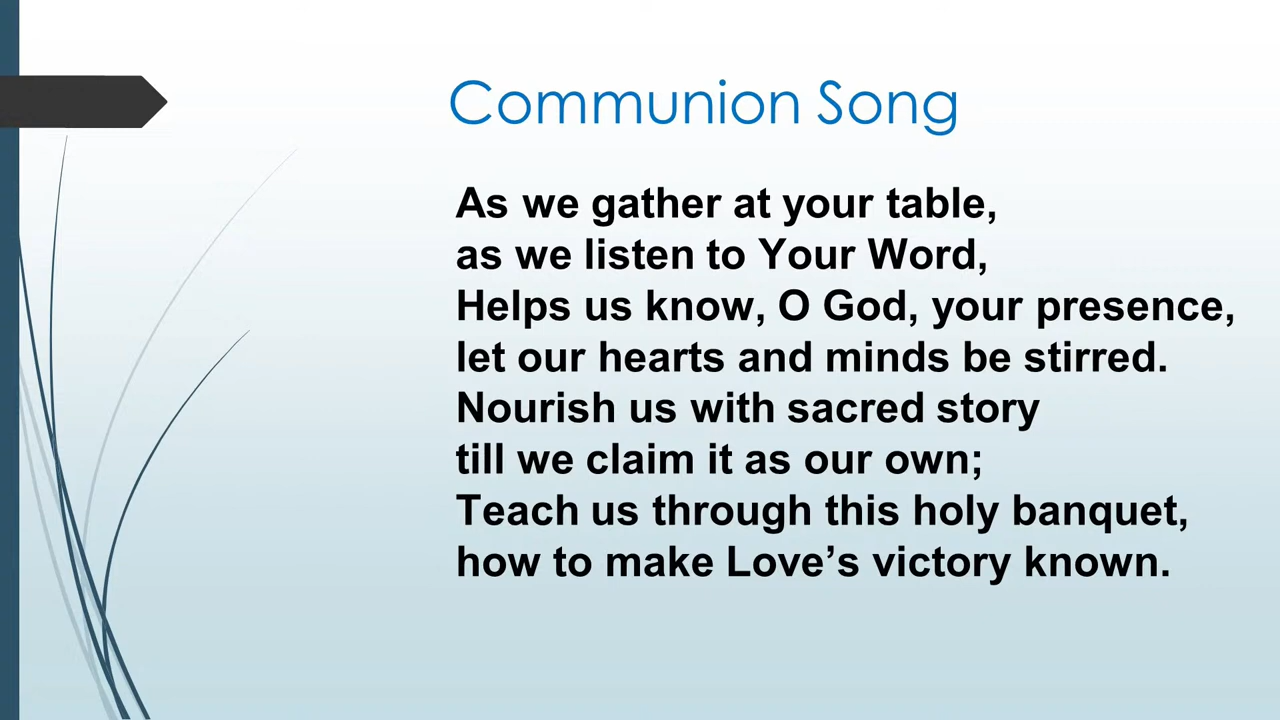 Communion Song
As we gather at your table,
as we listen to Your Word,
Helps us know, O God, your presence,
let our hearts and minds be stirred.
Nourish us with sacred story
till we claim it as our own;
Teach us through this holy banquet,
how to make Love’s victory known.